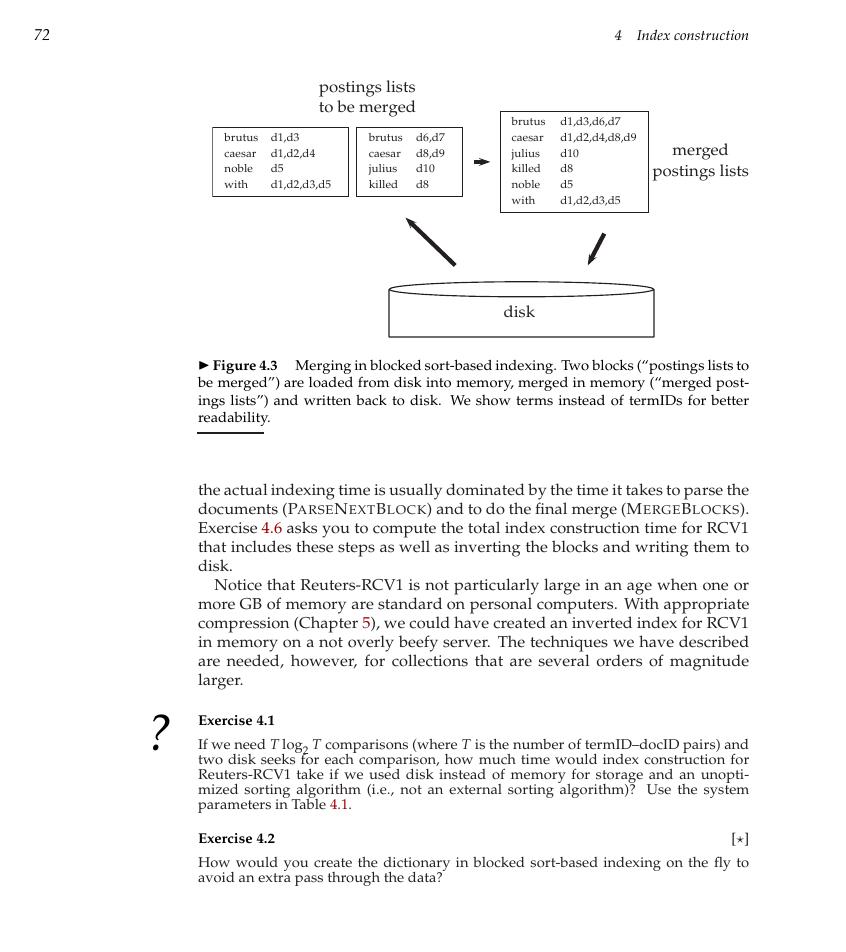 72
4 Index construction
postings lists
to be merged
brutus d1,d3
caesar d1,d2,d4
noble d5
with d1,d2,d3,d5
brutus d6,d7
caesar d8,d9
julius d10
killed d8
brutus d1,d3,d6,d7
caesar d1,d2,d4,d8,d9
julius d10
killed d8
noble d5
with d1,d2,d3,d5
merged
postings lists
disk
▶ Figure 4.3 Merging in blocked sort-based indexing. Two blocks (“postings lists to
be merged”) are loaded from disk into memory, merged in memory (“merged post-
ings lists”) and written back to disk. We show terms instead of termIDs for better
readability.
the actual indexing time is usually dominated by the time it takes to parse the
documents (PARSENEXTBLOCK) and to do the final merge (MERGEBLOCKS).
Exercise 4.6 asks you to compute the total index construction time for RCV1
that includes these steps as well as inverting the blocks and writing them to
disk.
Notice that Reuters-RCV1 is not particularly large in an age when one or
more GB of memory are standard on personal computers. With appropriate
compression (Chapter 5), we could have created an inverted index for RCV1
in memory on a not overly beefy server. The techniques we have described
are needed, however, for collections that are several orders of magnitude
larger.
?
Exercise 4.1
If we need T log₂ T comparisons (where T is the number of termID–docID pairs) and
two disk seeks for each comparison, how much time would index construction for
Reuters-RCV1 take if we used disk instead of memory for storage and an unopti-
mized sorting algorithm (i.e., not an external sorting algorithm)? Use the system
parameters in Table 4.1.
Exercise 4.2 [⋆]
How would you create the dictionary in blocked sort-based indexing on the fly to
avoid an extra pass through the data?